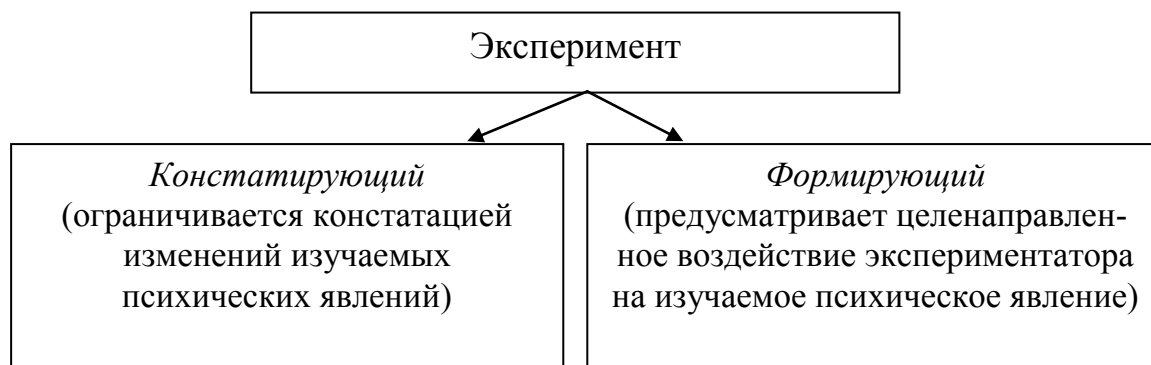 Эксперимент
Констатирующий
(ограничивается констатацией
изменений изучаемых
психических явлений)
Формирующий
(предусматривает целенаправлен-
ное воздействие экспериментатора
на изучаемое психическое явление)